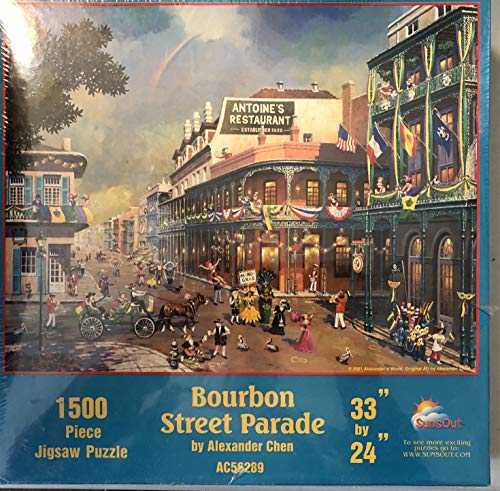 ANTOINE'S
RESTAURANT
ESTABLISHED 1840
Bourbon
Street Parade
by Alexander Chen
AC58289
1500
Piece
Jigsaw Puzzle
33"
by
24"
SunsOut
To see more exciting
puzzles go to:
www.SUNSOUT.com